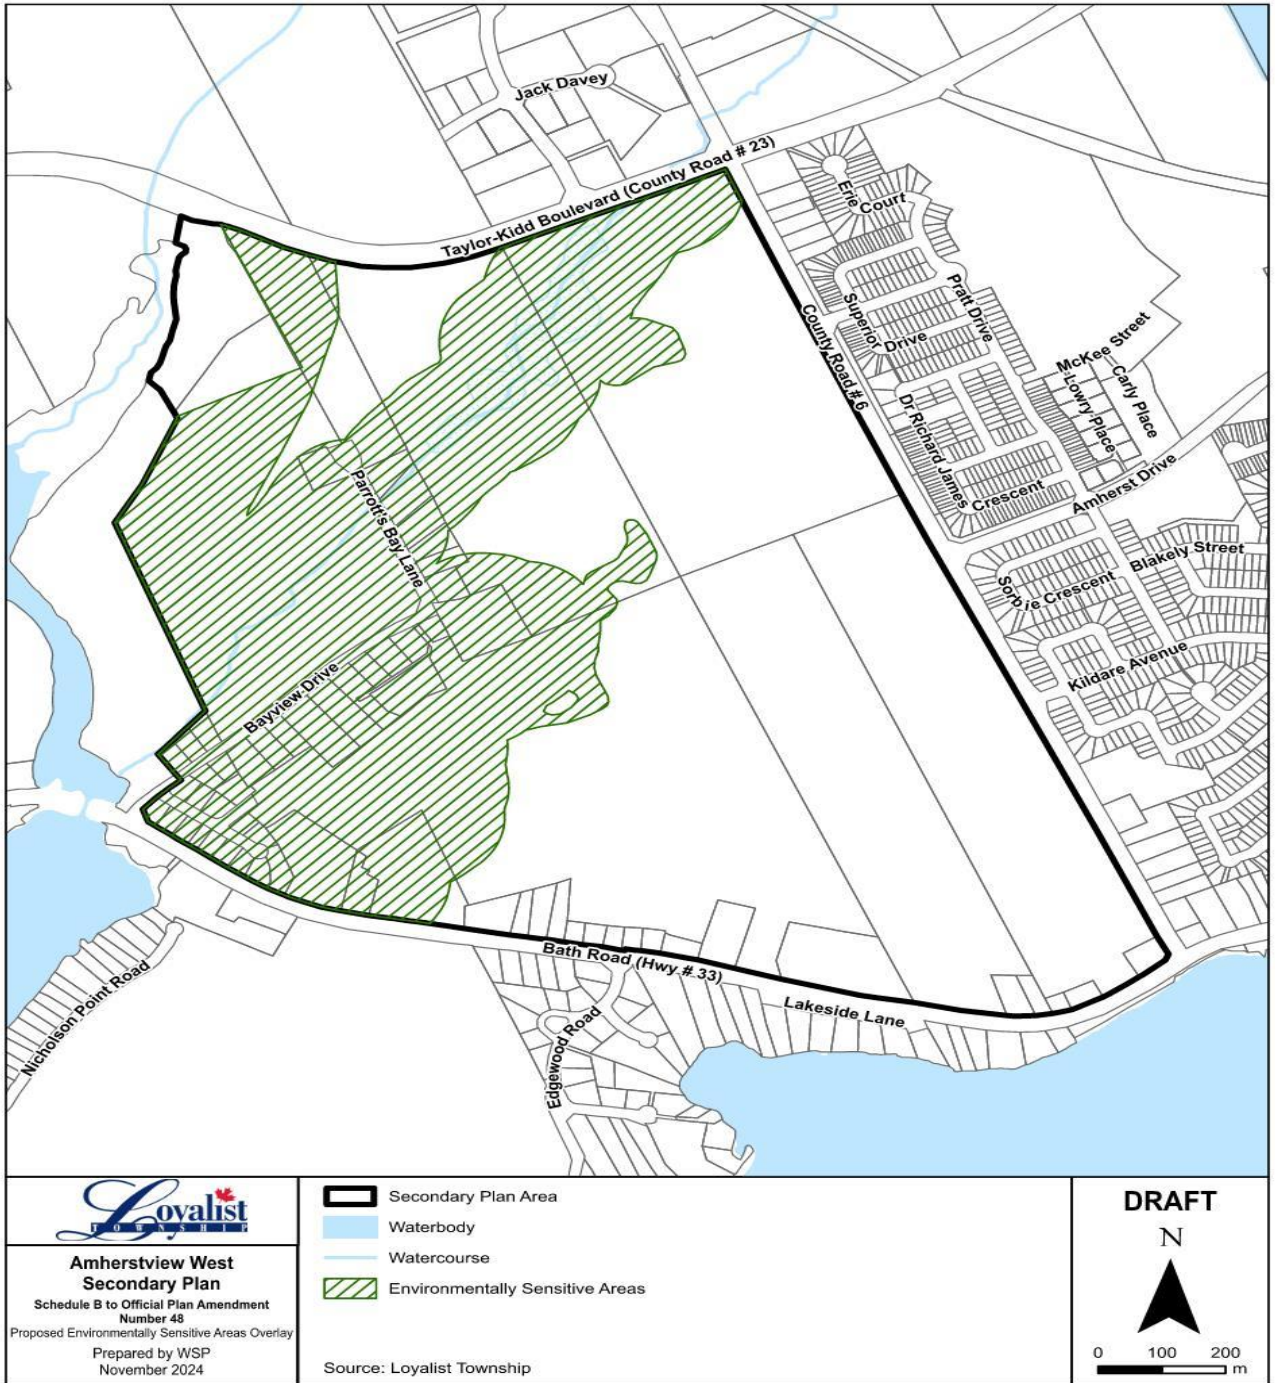 Jack Davey
Taylor-Kidd Boulevard (County Road # 23)
Erie Court
Superior Drive
Pratt Drive
County Road # 6
McKee Street
Lowry Place
Carly Place
Dr Richard James Crescent
Amherst Drive
Parrott's Bay Lane
Sorbie Crescent
Blakely Street
Kildare Avenue
Bayview Drive
Bath Road (Hwy # 33)
Lakeside Lane
Nicholson Point Road
Edgewood Road
Loyalist
TOWNSHIP
Amherstview West
Secondary Plan
Schedule B to Official Plan Amendment
Number 48
Proposed Environmentally Sensitive Areas Overlay
Prepared by WSP
November 2024
Secondary Plan Area
Waterbody
Watercourse
Environmentally Sensitive Areas
Source: Loyalist Township
DRAFT
N
0 100 200
m